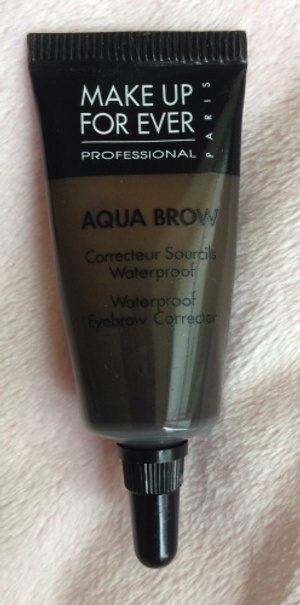 MAKE UP
FOR EVER
PROFESSIONAL
PARIS
AQUA BROW
Correcteur Sourcils
Waterproof
Waterproof
Eyebrow Corrector